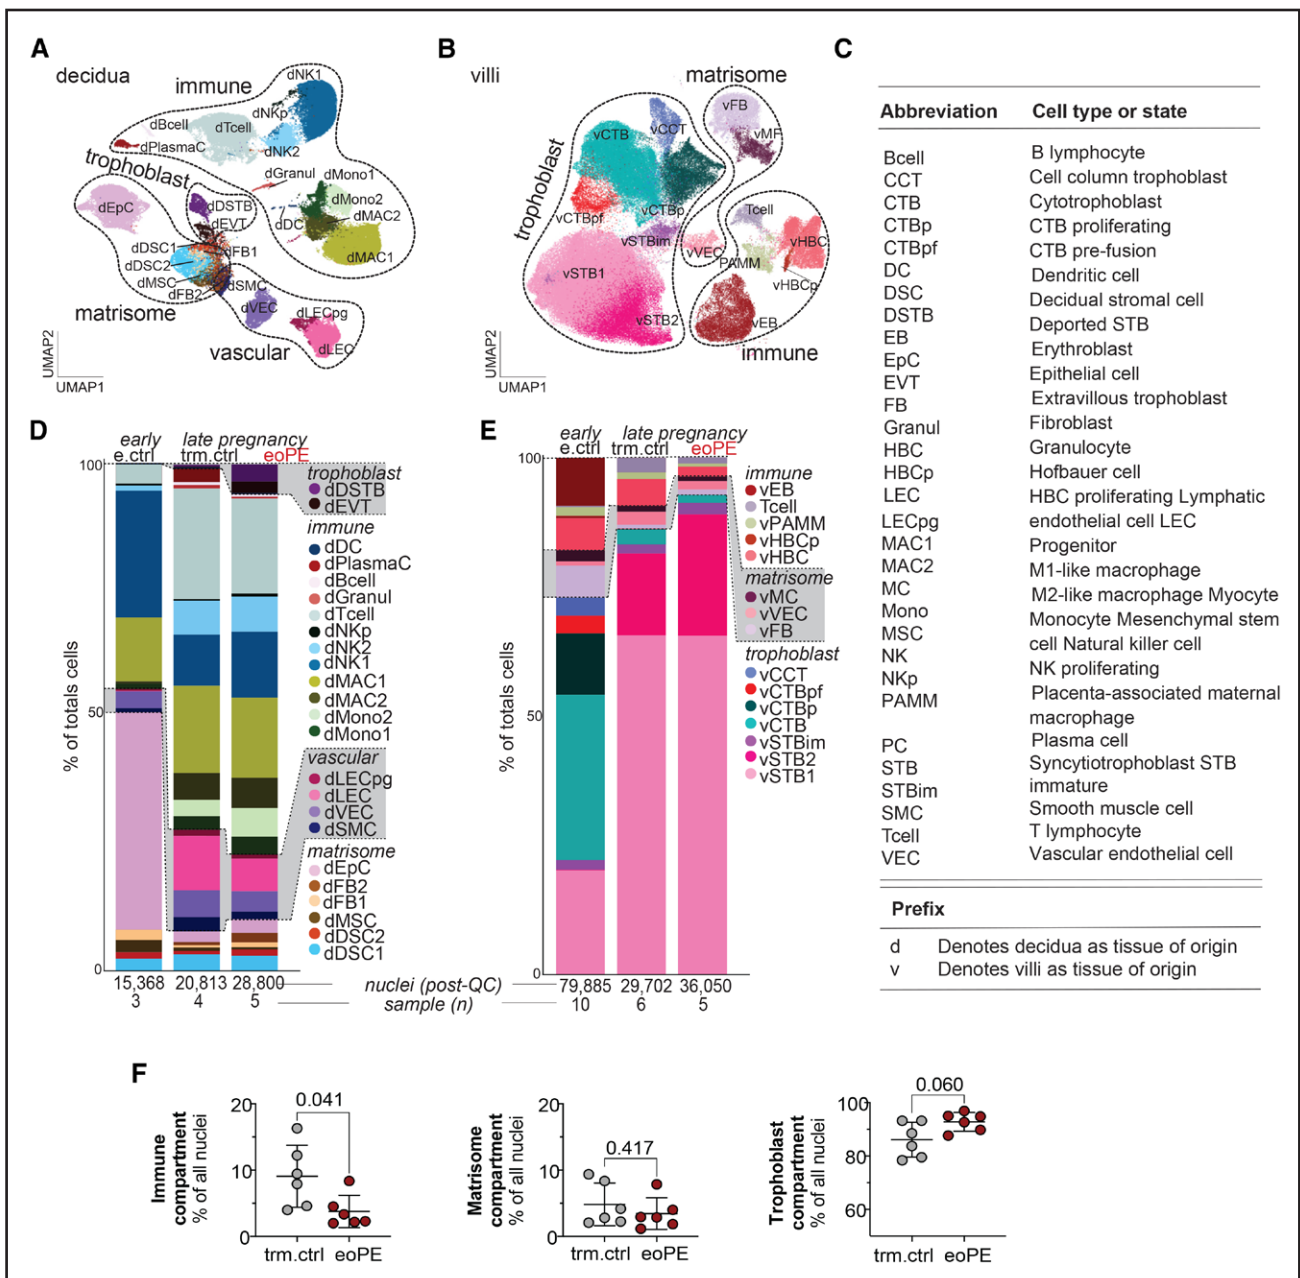 A
decidua
immune
dNK1
dNKp
dBcell
dTcell
dPlasmaC
dNK2
trophoblast
dGranul
dMono1
dMono2
dEpC
dDSTB
dMAC2
dDC
dEVT
dDSC1
dFB1
dMAC1
dDSC2
dMSC
dSMC
dFB2
dVEC
matrisome
dLECpg
vascular
dLEC
UMAP2
UMAP1
B
villi
matrisome
vFB
vCTB
vCCT
vMF
trophoblast
vCTBpf
vCTBp
Tcell
vSTBim
vVEC
vHBC
PAMM
vSTB1
vHBCp
vSTB2
vEB
immune
UMAP2
UMAP1
C
Abbreviation Cell type or state
Bcell B lymphocyte
CCT Cell column trophoblast
CTB Cytotrophoblast
CTBp CTB proliferating
CTBpf CTB pre-fusion
DC Dendritic cell
DSC Decidual stromal cell
DSTB Deported STB
EB Erythroblast
EpC Epithelial cell
EVT Extravillous trophoblast
FB Fibroblast
Granul Granulocyte
HBC Hofbauer cell
HBCp HBC proliferating Lymphatic
LEC endothelial cell LEC
LECpg Progenitor
MAC1 M1-like macrophage
MAC2 M2-like macrophage Myocyte
MC Monocyte Mesenchymal stem
Mono cell Natural killer cell
MSC NK proliferating
NK Placenta-associated maternal
NKp macrophage
PAMM
PC Plasma cell
STB Syncytiotrophoblast STB
STBim immature
SMC Smooth muscle cell
Tcell T lymphocyte
VEC Vascular endothelial cell
Prefix
d Denotes decidua as tissue of origin
v Denotes villi as tissue of origin
D
early late pregnancy
e.ctrl trm.ctrl eoPE
100
50
0
% of totals cells
trophoblast
dDSTB
dEVT
immune
dDC
dPlasmaC
dBcell
dGranul
dTcell
dNKp
dNK2
dNK1
dMAC1
dMAC2
dMono2
dMono1
vascular
dLECpg
dLEC
dVEC
dSMC
matrisome
dEpC
dFB2
dFB1
dMSC
dDSC2
dDSC1
15,368 20,813 28,800 nuclei (post-QC)
3 4 5 sample (n)
E
early late pregnancy
e.ctrl trm.ctrl eoPE
100
50
0
% of totals cells
immune
vEB
Tcell
vPAMM
vHBCp
vHBC
matrisome
vMC
vVEC
vFB
trophoblast
vCCT
vCTBpf
vCTBp
vCTB
vSTBim
vSTB2
vSTB1
79,885 29,702 36,050
10 6 5
F
Immune
compartment
% of all nuclei
20
10
0
0.041
trm.ctrl eoPE
Matrisome
compartment
% of all nuclei
20
10
0
0.417
trm.ctrl eoPE
Trophoblast
compartment
% of all nuclei
100
80
60
0.060
trm.ctrl eoPE